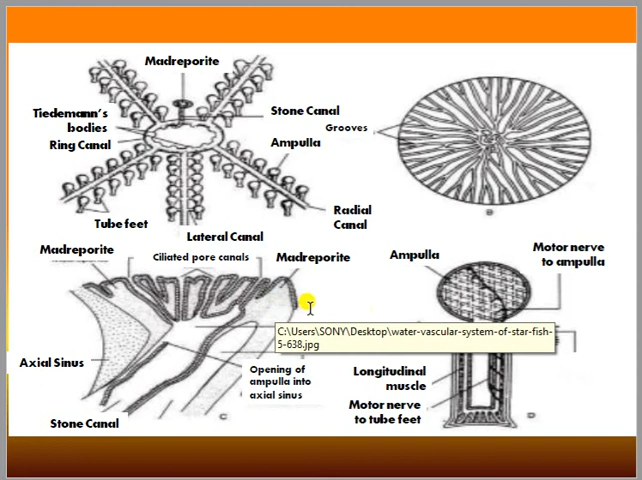 Madreporite
Tiedemann's
bodies
Ring Canal
Stone Canal
Ampulla
Tube feet
Lateral Canal
Radial
Canal
Grooves
B
Madreporite
Ciliated pore canals
Madreporite
Axial Sinus
Stone Canal
Opening of
ampulla into
axial sinus
C
C:\Users\SONY\Desktop\water-vascular-system-of-star-fish-
5-638.jpg
Ampulla
Motor nerve
to ampulla
Longitudinal
muscle
Motor nerve
to tube feet
D